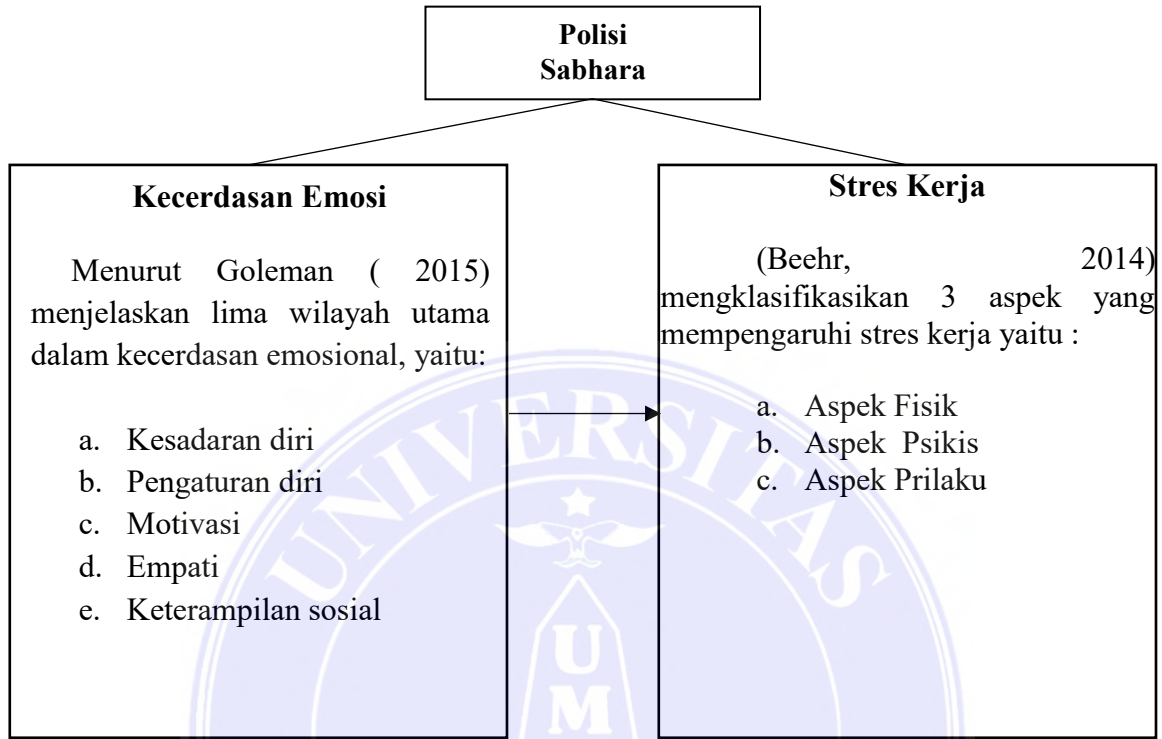 Polisi
Sabhara
Kecerdasan Emosi
Menurut Goleman ( 2015)
menjelaskan lima wilayah utama
dalam kecerdasan emosional, yaitu:
a. Kesadaran diri
b. Pengaturan diri
c. Motivasi
d. Empati
e. Keterampilan sosial
Stres Kerja
(Beehr, 2014)
mengklasifikasikan 3 aspek yang
mempengaruhi stres kerja yaitu :
a. Aspek Fisik
b. Aspek Psikis
c. Aspek Prilaku
UNIVERSITAS
U
M